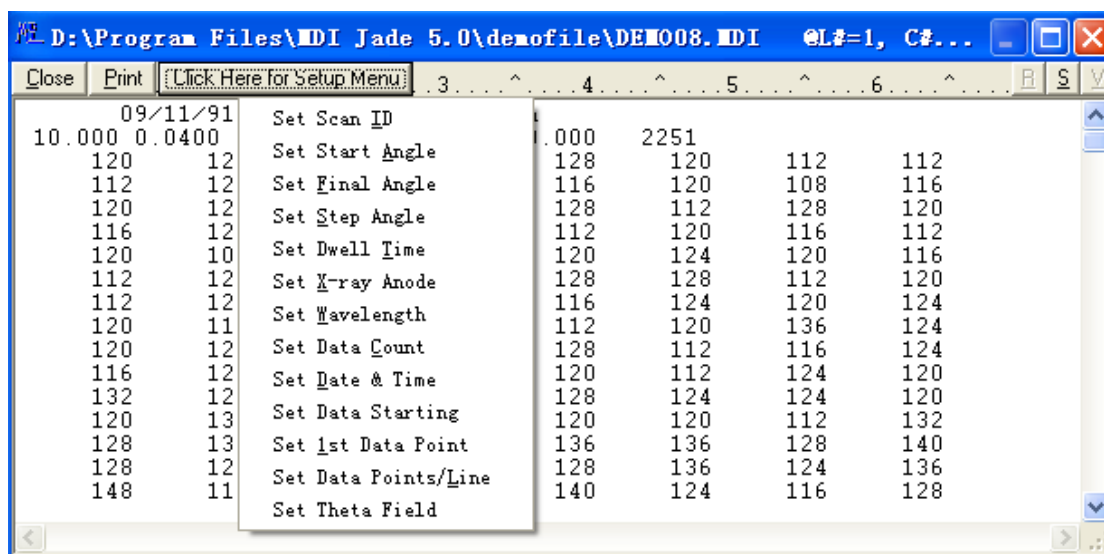 D:\Program Files\MDI Jade 5.0\demofile\DEMO08.MDI @L#=1, C#...
Close Print Click Here for Setup Menu . 3 . . . . ^ . . . . 4 . . . . ^ . . . . 5 . . . . ^ . . . . 6 . . . . ^ . . . . R S V
09/11/91
10.000 0.0400 .000 2251
120 12 128 120 112 112
112 12 116 120 108 116
120 12 128 112 128 120
116 12 112 120 116 112
120 10 120 124 120 116
112 12 128 128 112 120
112 12 116 124 120 124
120 11 112 120 136 124
120 12 128 112 116 124
116 12 120 112 124 120
132 12 128 124 124 120
120 13 120 120 112 132
128 13 136 136 128 140
128 12 128 136 124 136
148 11 140 124 116 128
Set Scan ID
Set Start Angle
Set Final Angle
Set Step Angle
Set Dwell Time
Set X-ray Anode
Set Wavelength
Set Data Count
Set Date & Time
Set Data Starting
Set 1st Data Point
Set Data Points/Line
Set Theta Field